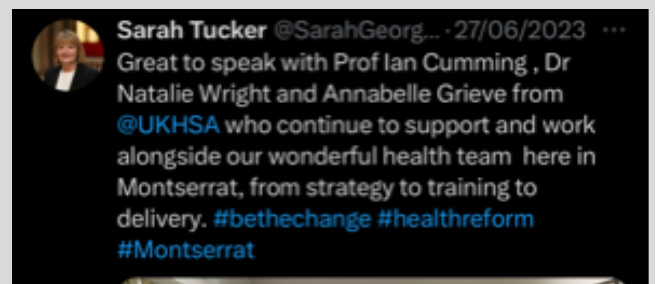 Sarah Tucker @SarahGeorg... · 27/06/2023 ···
Great to speak with Prof Ian Cumming , Dr
Natalie Wright and Annabelle Grieve from
@UKHSA who continue to support and work
alongside our wonderful health team  here in
Montserrat, from strategy to training to
delivery. #bethechange #healthreform
#Montserrat